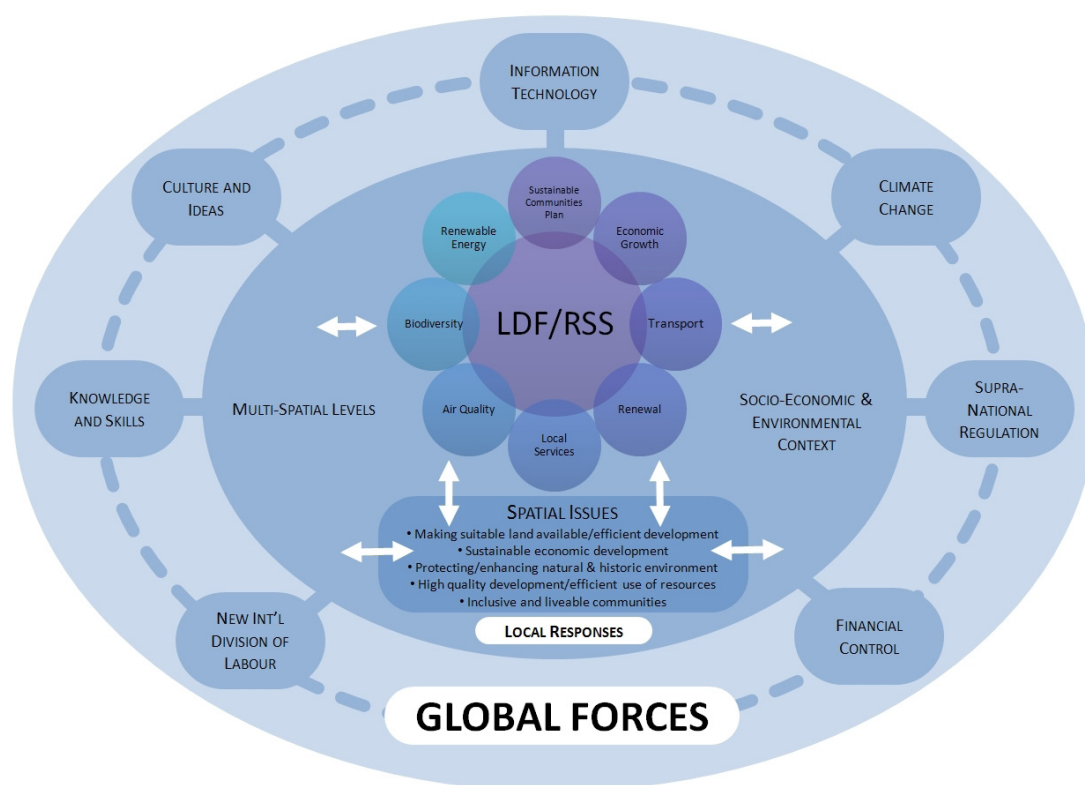 INFORMATION
TECHNOLOGY
CULTURE AND
IDEAS
CLIMATE
CHANGE
Sustainable
Communities
Plan
Renewable
Energy
Economic
Growth
Biodiversity
LDF/RSS
Transport
KNOWLEDGE
AND SKILLS
MULTI-SPATIAL LEVELS
Air Quality
Local
Services
Renewal
SOCIO-ECONOMIC &
ENVIRONMENTAL
CONTEXT
SUPRA-
NATIONAL
REGULATION
SPATIAL ISSUES
• Making suitable land available/efficient development
• Sustainable economic development
• Protecting/enhancing natural & historic environment
• High quality development/efficient use of resources
• Inclusive and liveable communities
LOCAL RESPONSES
NEW INT'L
DIVISION OF
LABOUR
FINANCIAL
CONTROL
GLOBAL FORCES